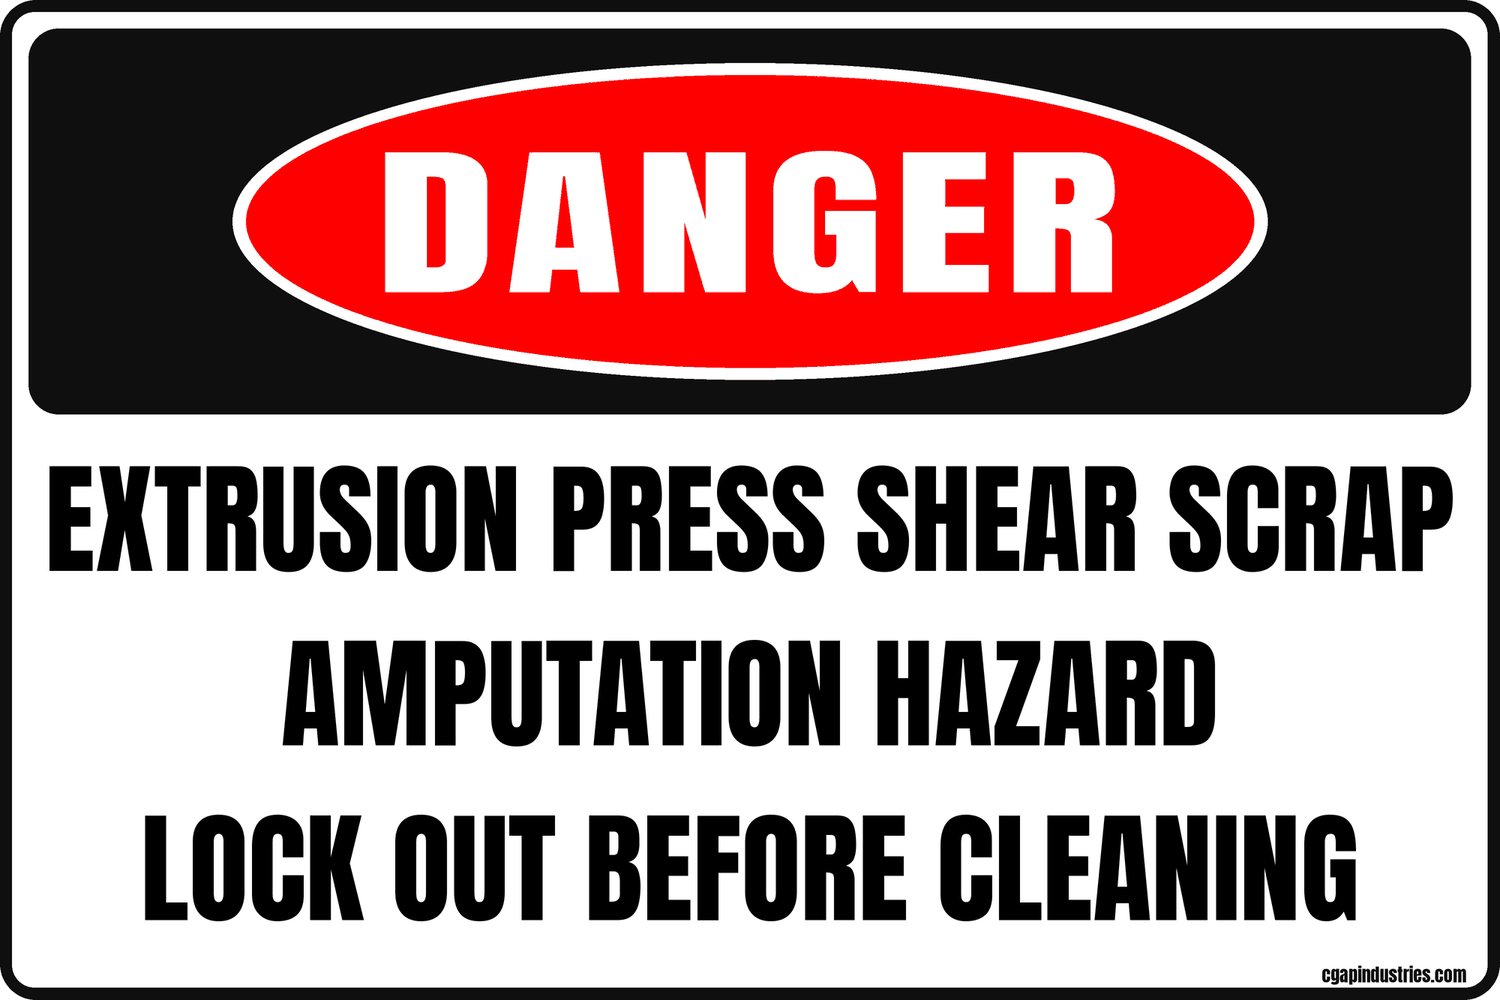 DANGER
EXTRUSION PRESS SHEAR SCRAP
AMPUTATION HAZARD
LOCK OUT BEFORE CLEANING
cgapindustries.com